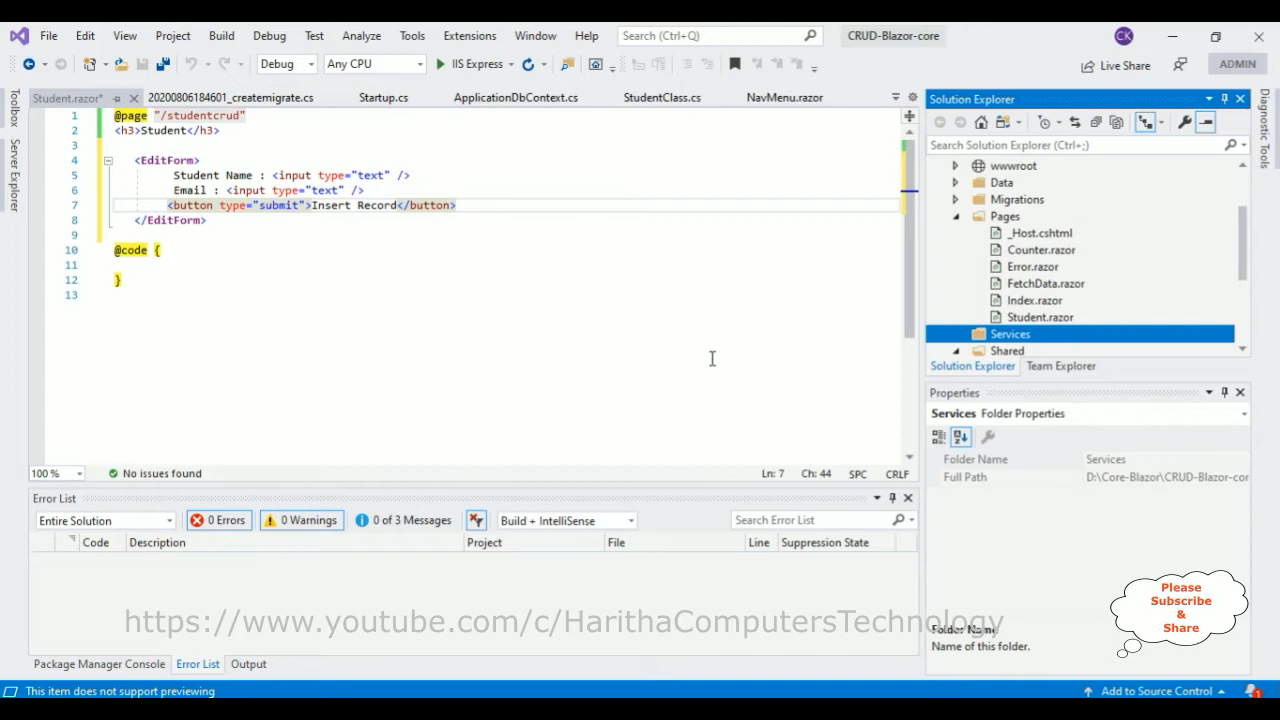 File Edit View Project Build Debug Test Analyze Tools Extensions Window Help Search (Ctrl+Q) CRUD-Blazor-core CK
Debug Any CPU IIS Express Live Share ADMIN
Toolbox
Server Explorer
Student.razor* 20200806184601_createmigrate.cs Startup.cs ApplicationDbContext.cs StudentClass.cs NavMenu.razor
1 @page "/studentcrud"
2 <h3>Student</h3>
3
4 <EditForm>
5 Student Name : <input type="text" />
6 Email : <input type="text" />
7 <button type="submit">Insert Record</button>
8 </EditForm>
9
10 @code {
11
12 }
13
100 % No issues found Ln: 7 Ch: 44 SPC CRLF
Solution Explorer
Search Solution Explorer (Ctrl+;)
wwwroot
Data
Migrations
Pages
_Host.cshtml
Counter.razor
Error.razor
FetchData.razor
Index.razor
Student.razor
Services
Shared
Solution Explorer Team Explorer
Diagnostic Tools
Properties
Services Folder Properties
Folder Name Services
Full Path D:\Core-Blazor\CRUD-Blazor-cor
Folder Name
Name of this folder.
Error List
Entire Solution 0 Errors 0 Warnings 0 of 3 Messages Build + IntelliSense Search Error List
Code Description Project File Line Suppression State
https://www.youtube.com/c/HarithaComputersTechnology
Please
Subscribe
&
Share
Package Manager Console Error List Output
This item does not support previewing Add to Source Control 1